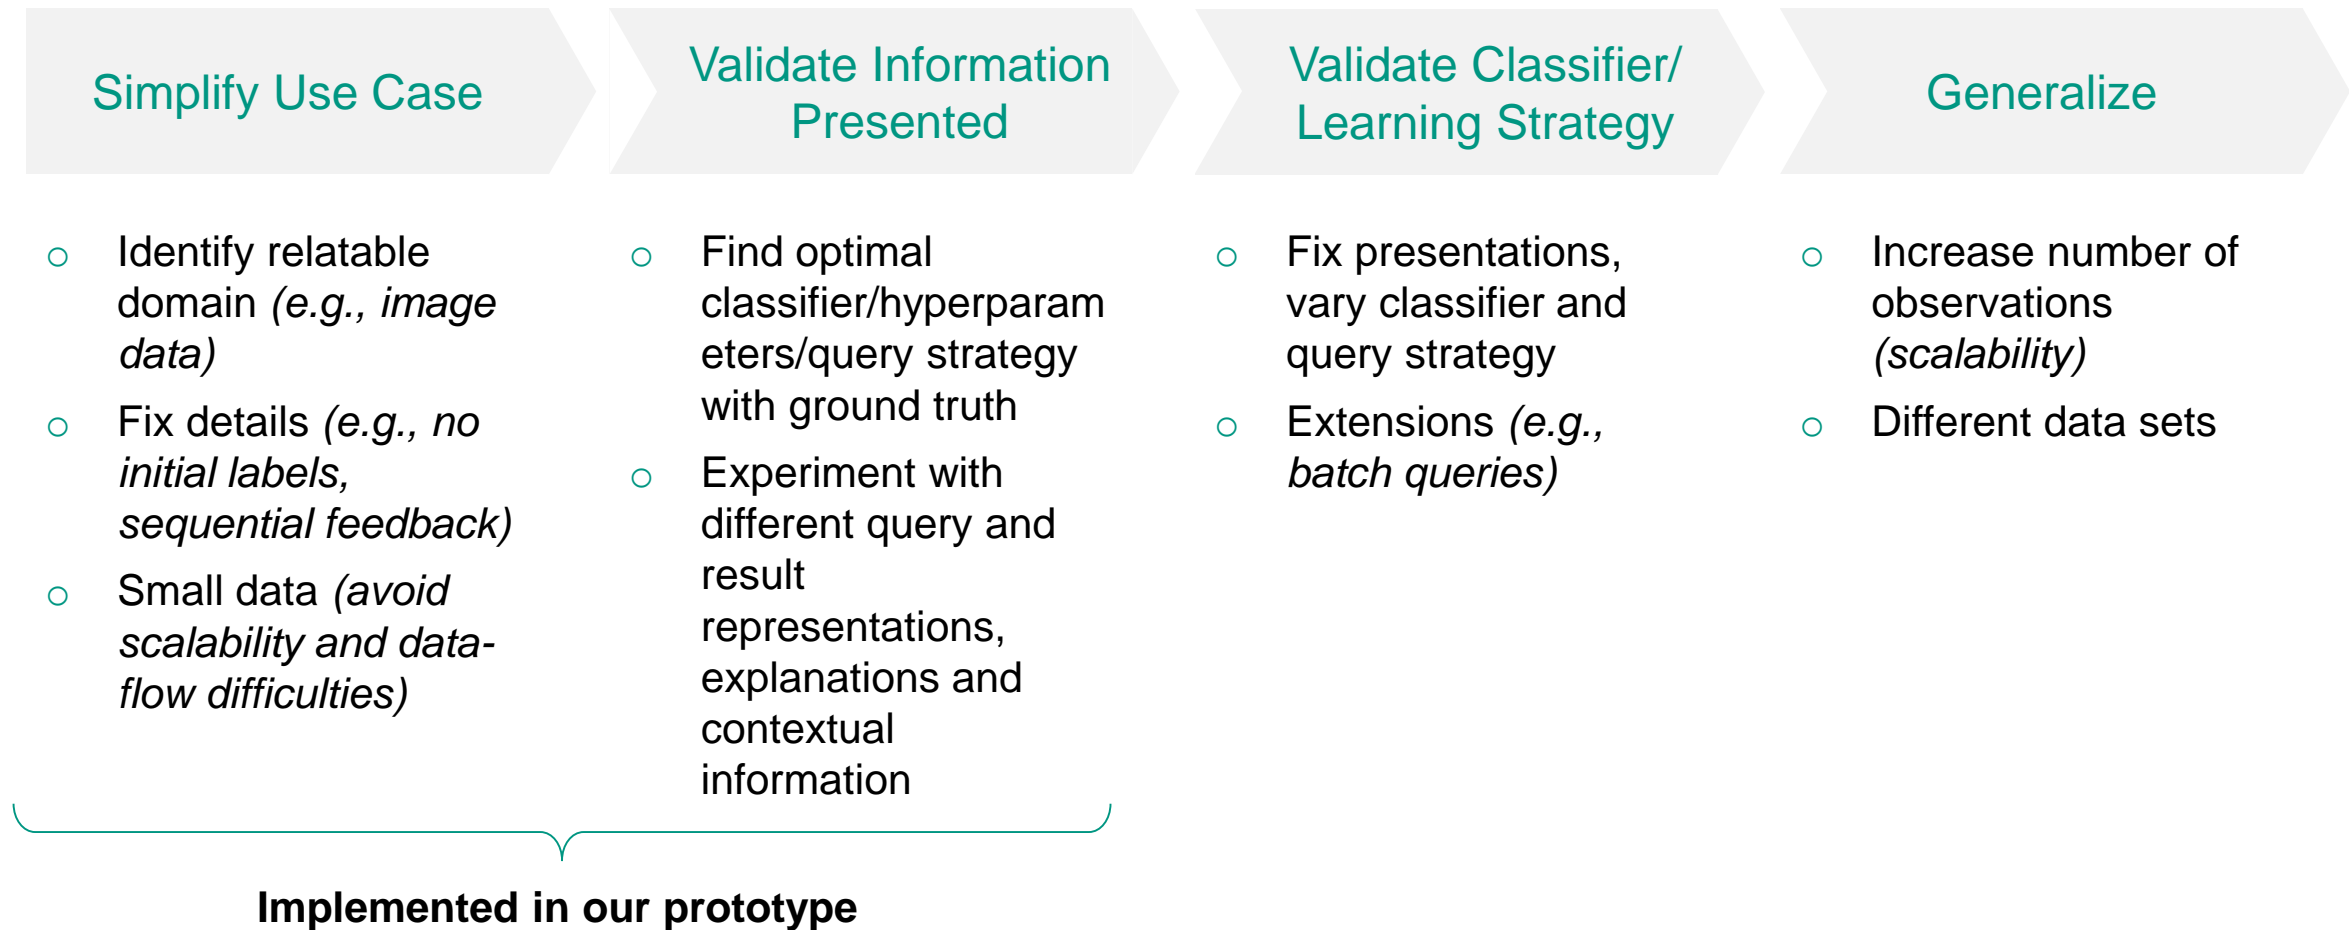 Simplify Use Case
Validate Information
Presented
Validate Classifier/
Learning Strategy
Generalize
Identify relatable
domain (e.g., image
data)
Fix details (e.g., no
initial labels,
sequential feedback)
Small data (avoid
scalability and data-
flow difficulties)
Find optimal
classifier/hyperparam
eters/query strategy
with ground truth
Experiment with
different query and
result
representations,
explanations and
contextual
information
Fix presentations,
vary classifier and
query strategy
Extensions (e.g.,
batch queries)
Increase number of
observations
(scalability)
Different data sets
Implemented in our prototype